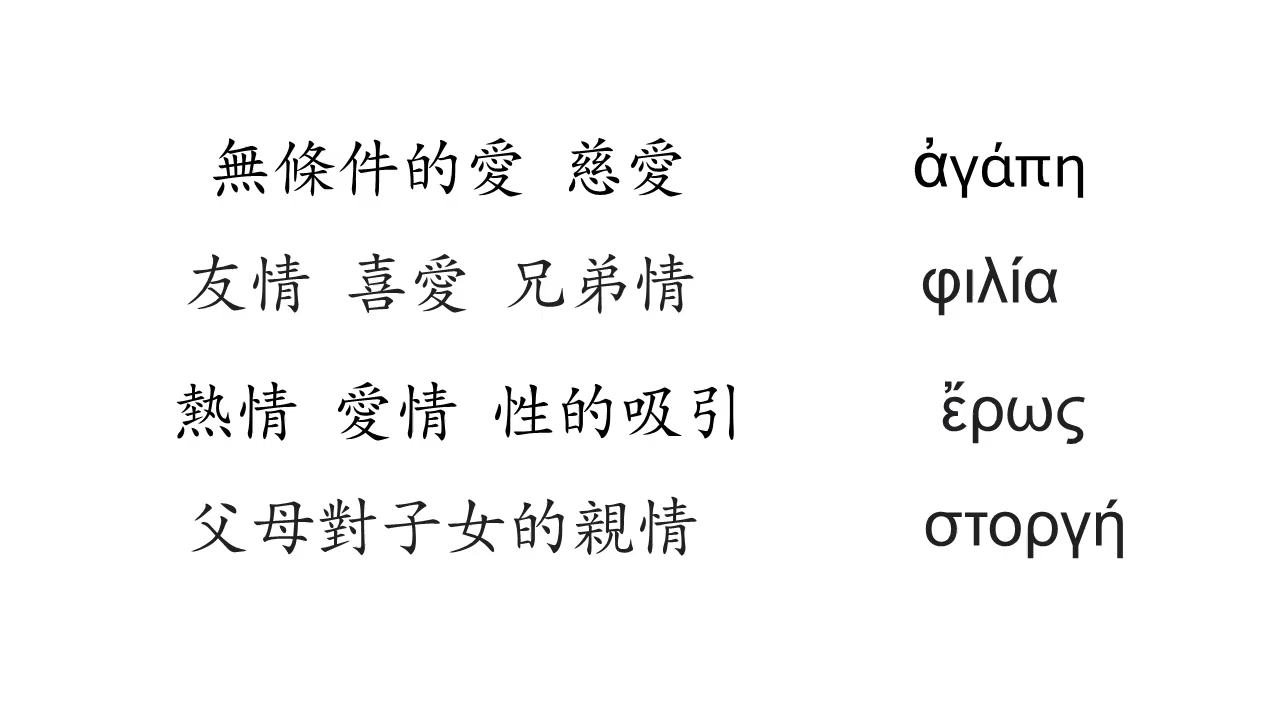 無條件的愛 慈愛 ἀγάπη
友情 喜愛 兄弟情 φιλία
熱情 愛情 性的吸引 ἔρως
父母對子女的親情 στοργή